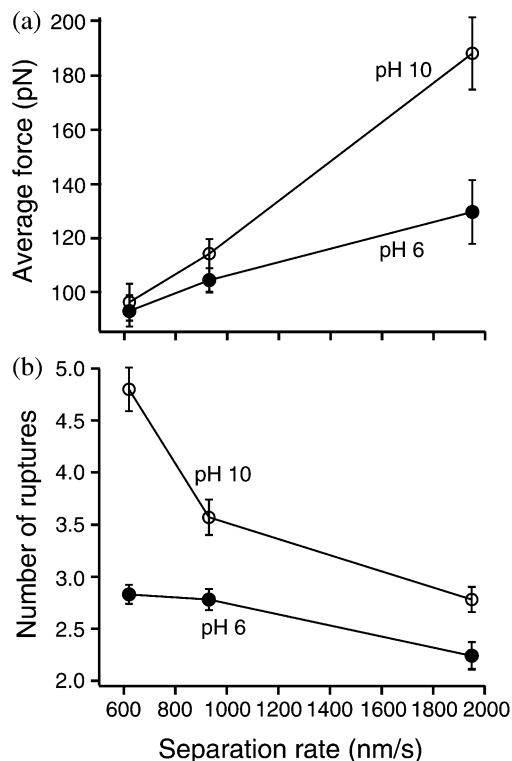 (a)
Average force (pN)
200
180
160
140
120
100
pH 10
pH 6
(b)
Number of ruptures
5.0
4.5
4.0
3.5
3.0
2.5
2.0
pH 10
pH 6
600 800 1000 1200 1400 1600 1800 2000
Separation rate (nm/s)